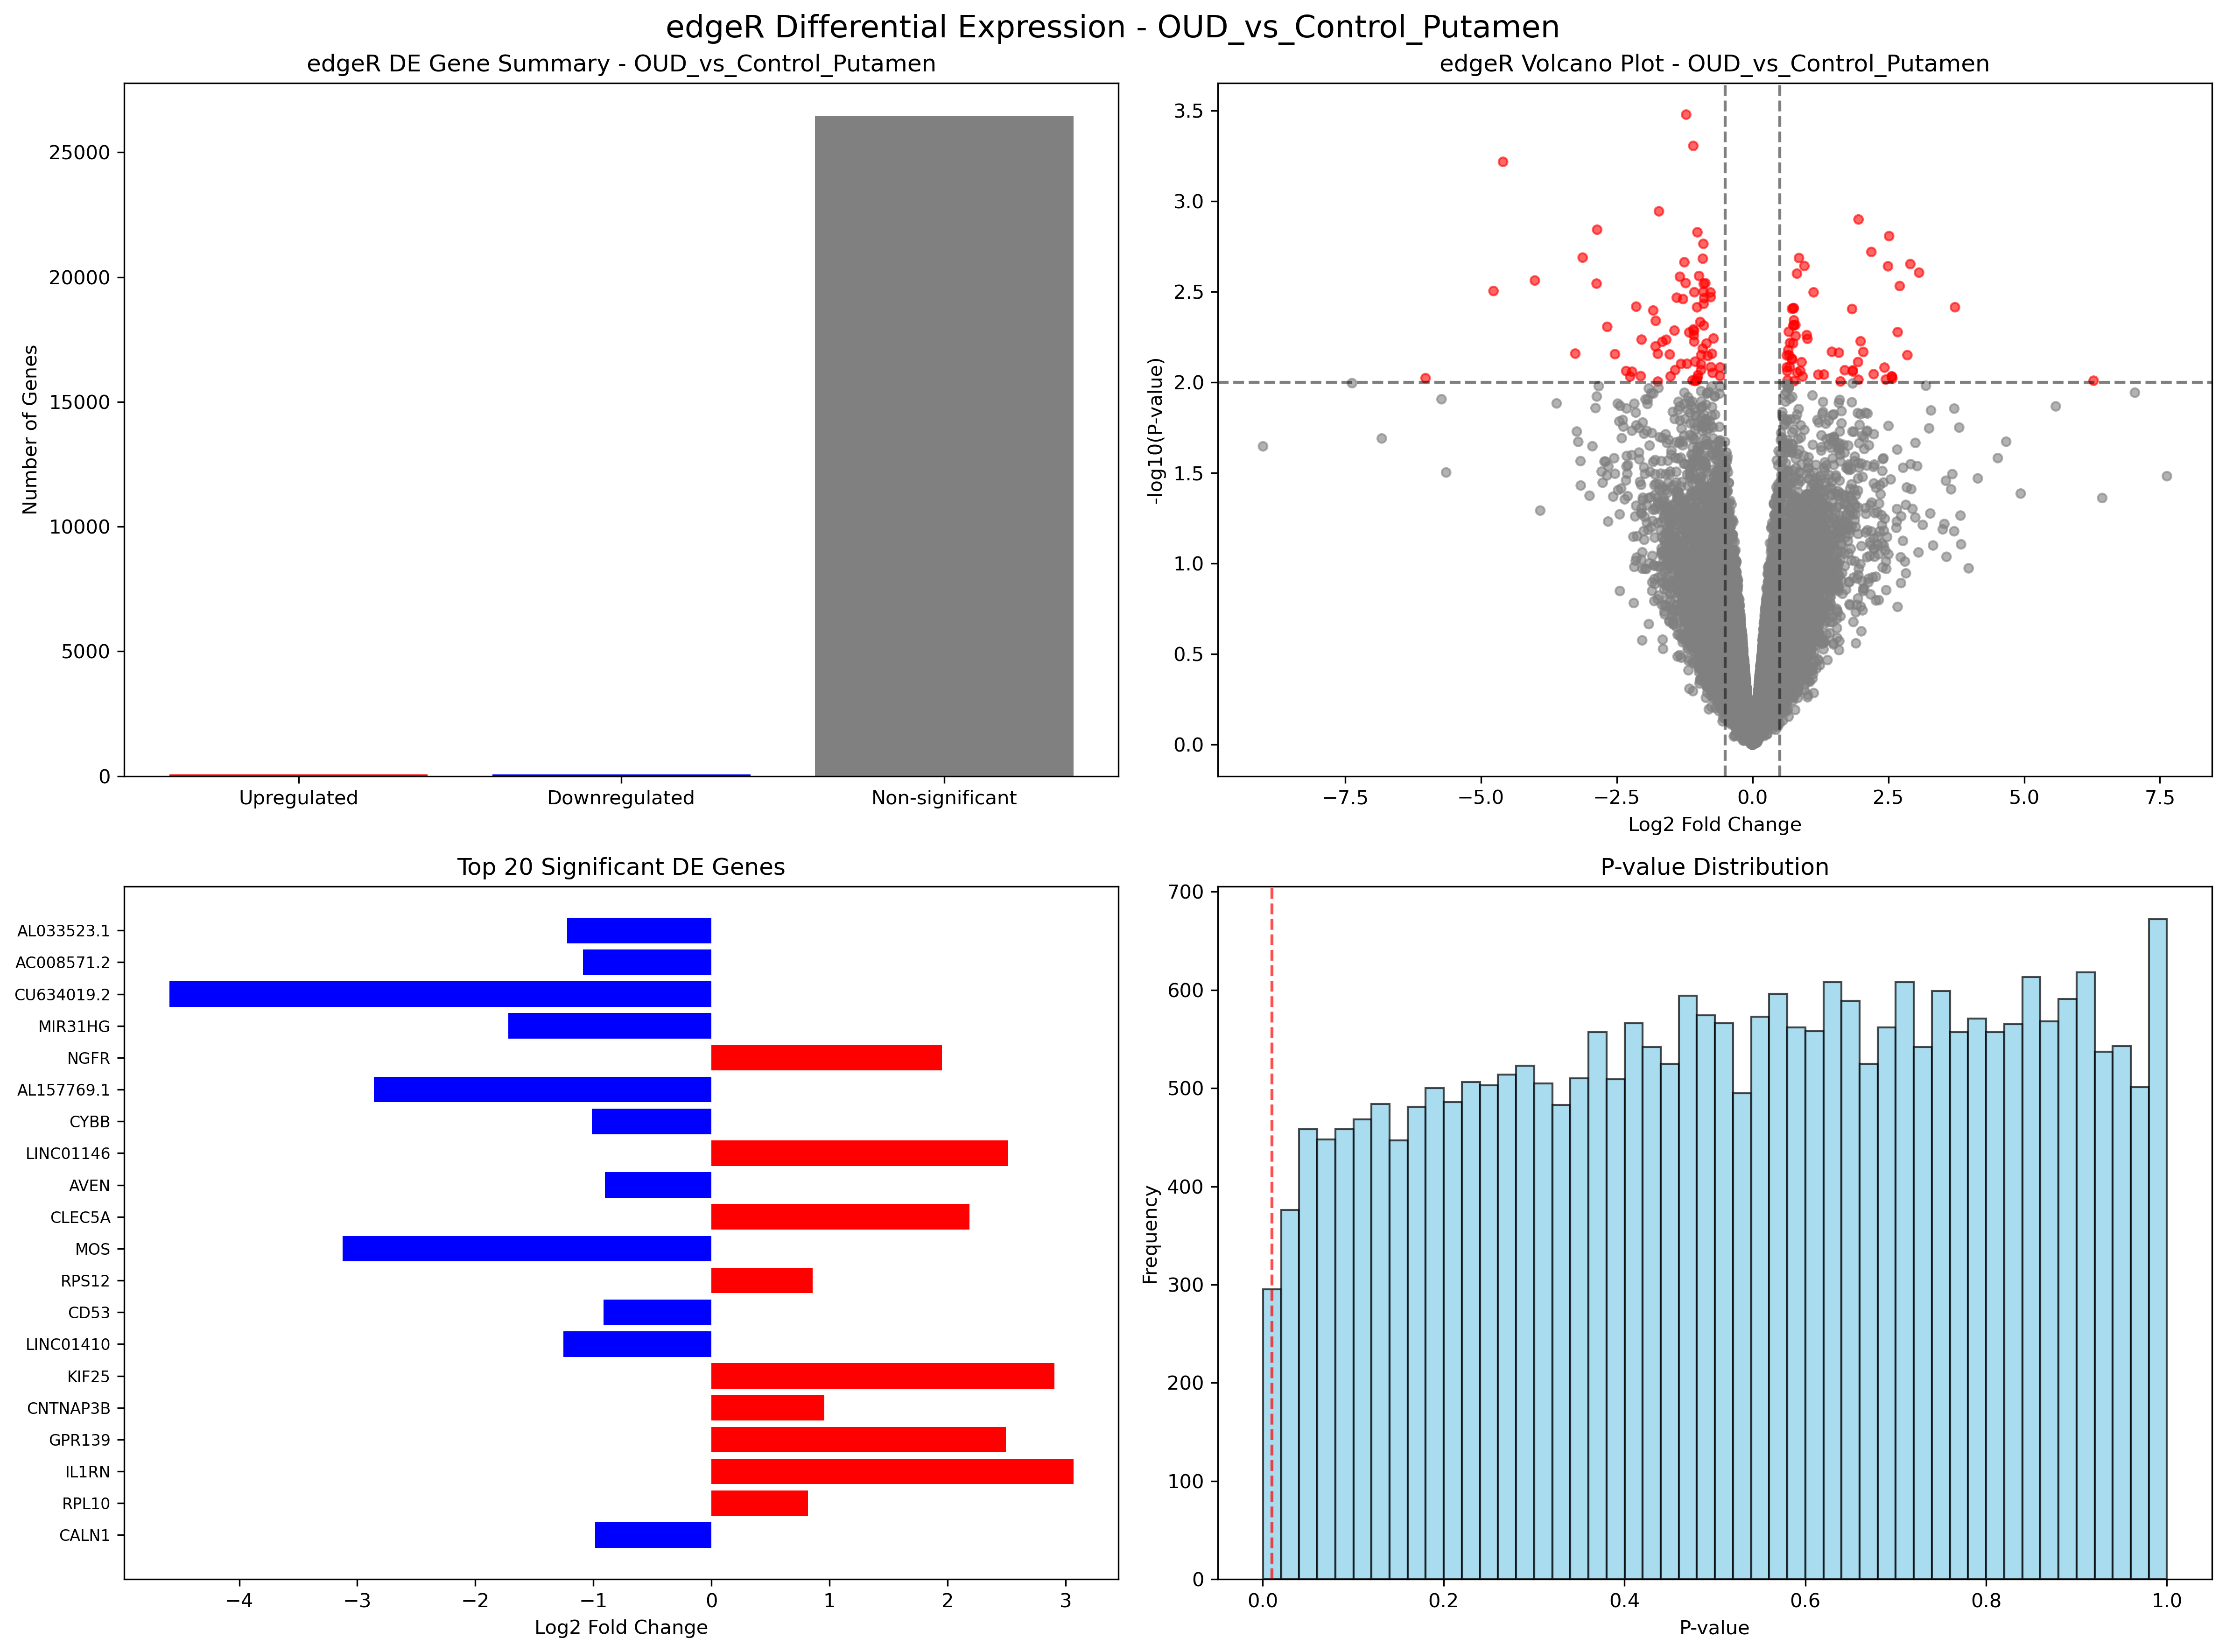 edgeR Differential Expression - OUD_vs_Control_Putamen
edgeR DE Gene Summary - OUD_vs_Control_Putamen
Number of Genes
25000
20000
15000
10000
5000
0
Upregulated
Downregulated
Non-significant
edgeR Volcano Plot - OUD_vs_Control_Putamen
-log10(P-value)
3.5
3.0
2.5
2.0
1.5
1.0
0.5
0.0
−7.5
−5.0
−2.5
0.0
2.5
5.0
7.5
Log2 Fold Change
Top 20 Significant DE Genes
AL033523.1
AC008571.2
CU634019.2
MIR31HG
NGFR
AL157769.1
CYBB
LINC01146
AVEN
CLEC5A
MOS
RPS12
CD53
LINC01410
KIF25
CNTNAP3B
GPR139
IL1RN
RPL10
CALN1
−4
−3
−2
−1
0
1
2
3
Log2 Fold Change
P-value Distribution
Frequency
700
600
500
400
300
200
100
0
0.0
0.2
0.4
0.6
0.8
1.0
P-value